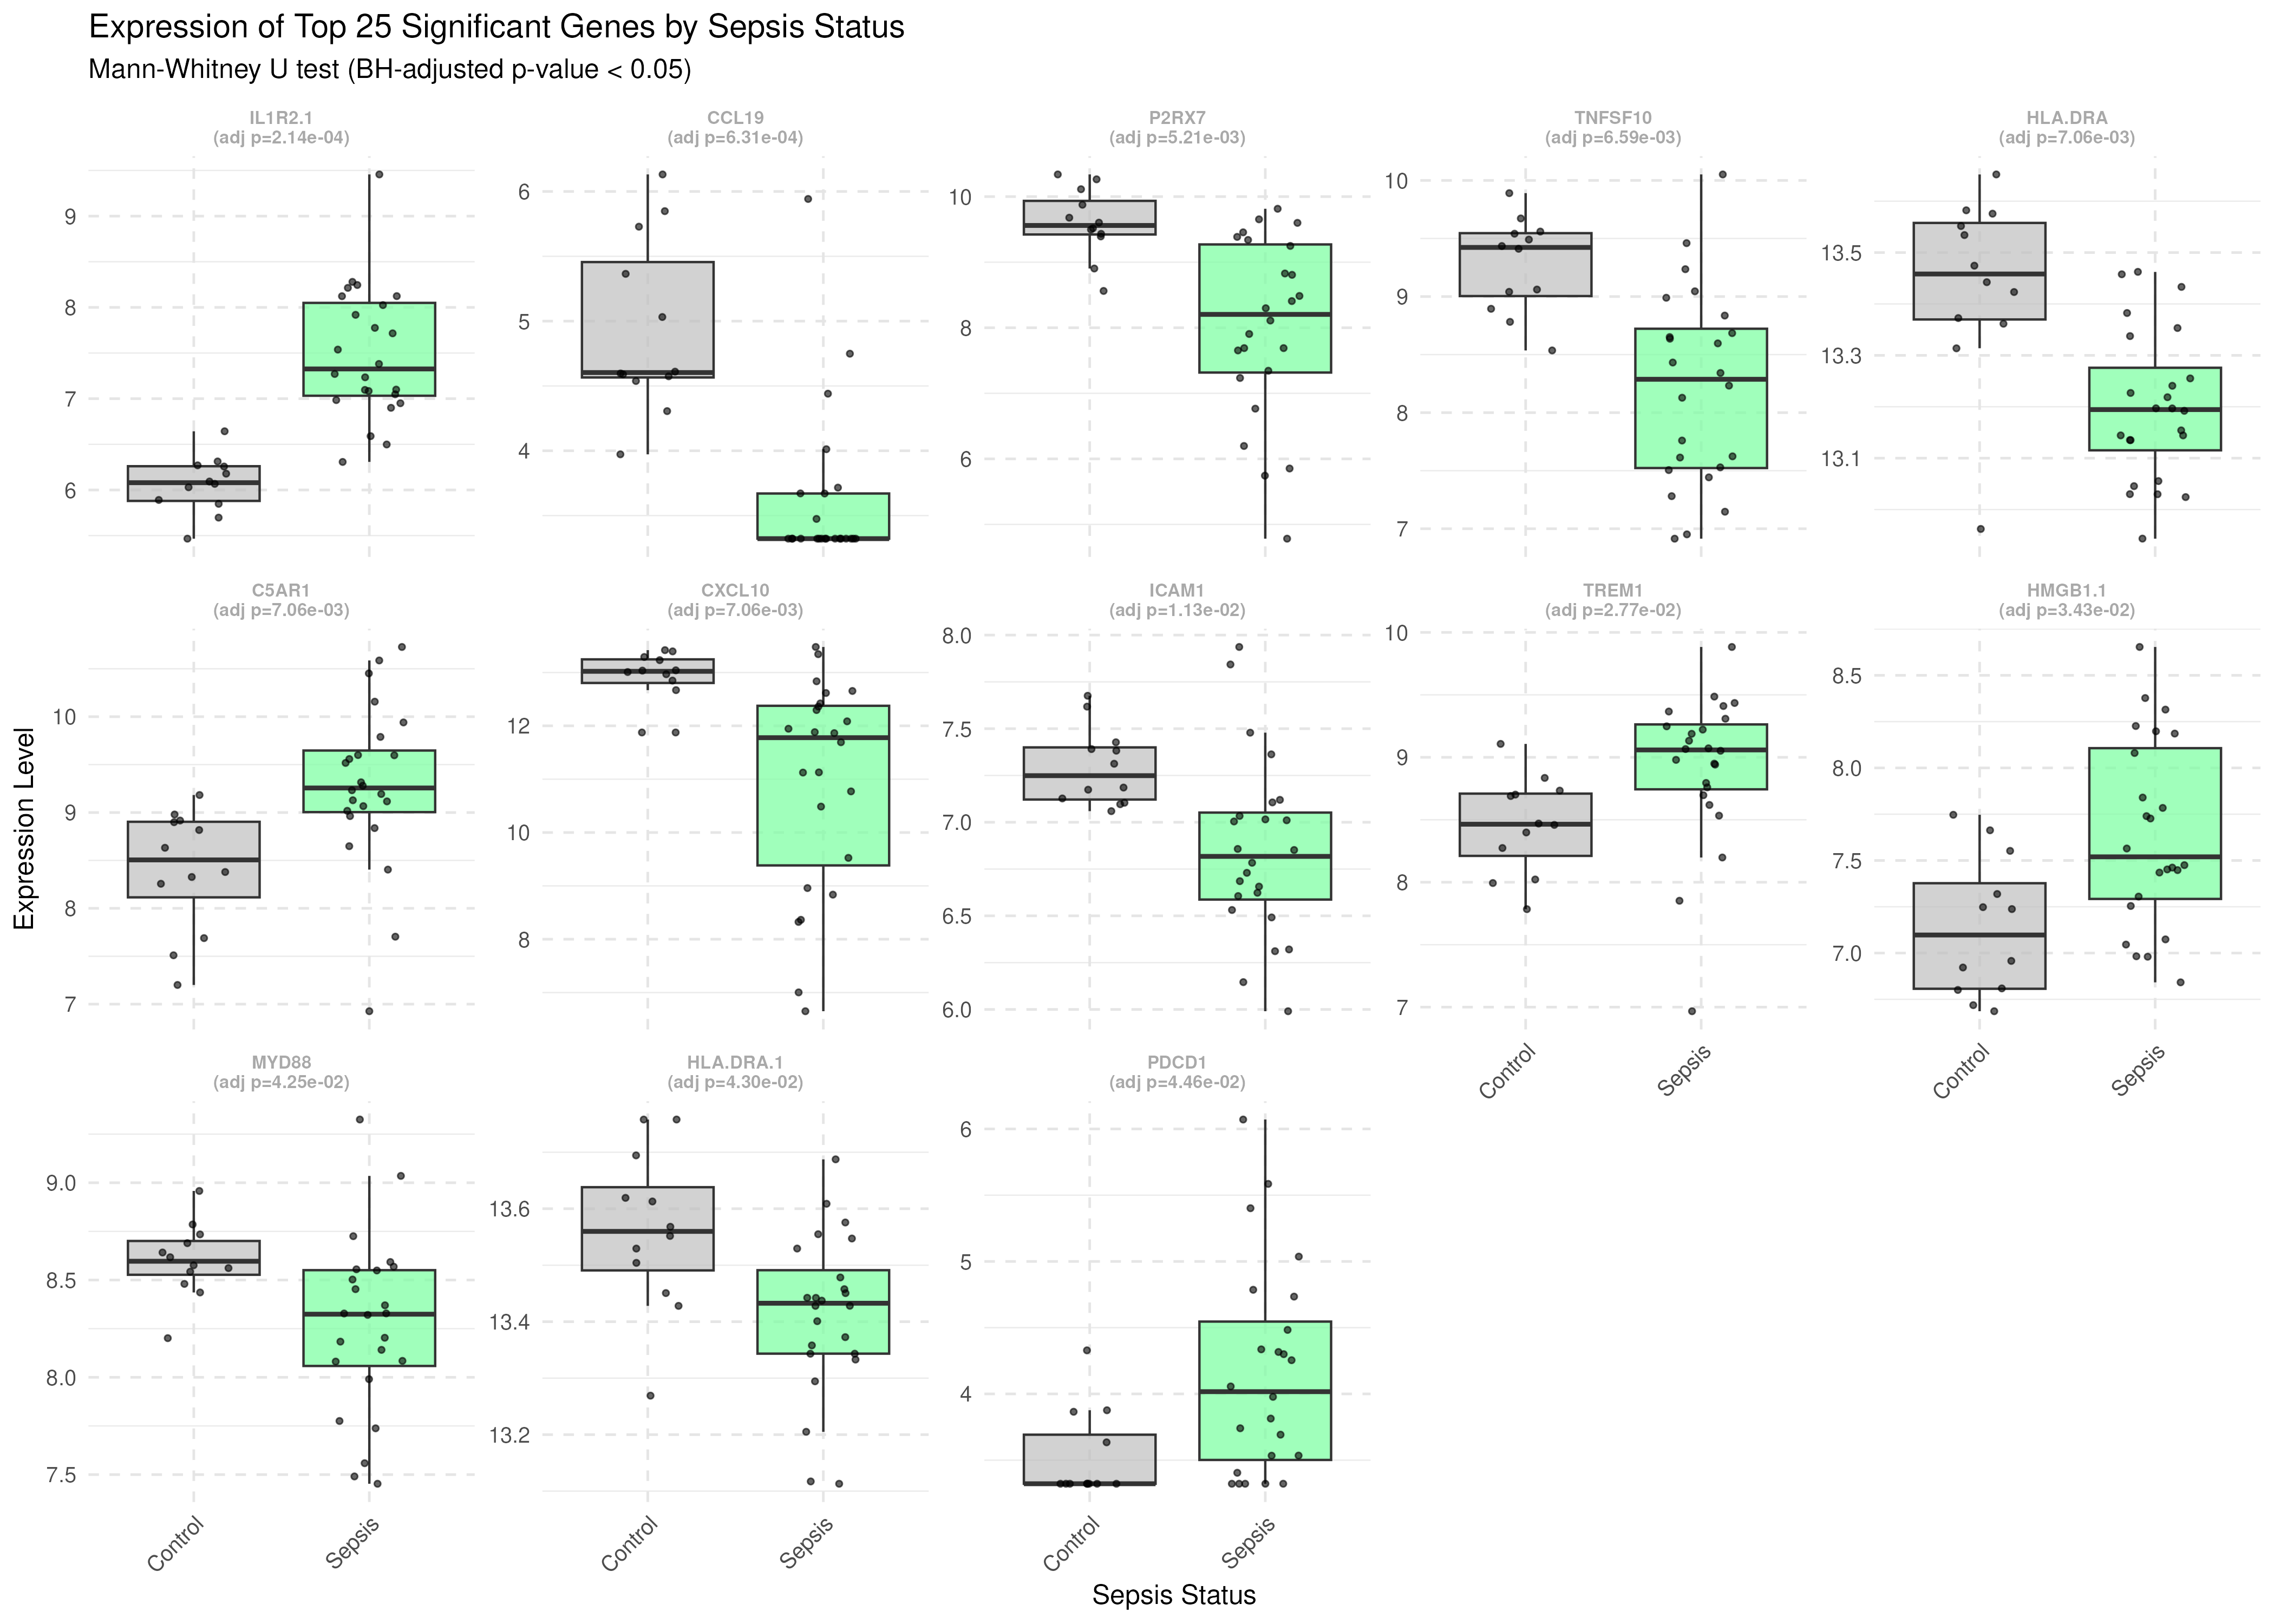 Expression of Top 25 Significant Genes by Sepsis Status
Mann-Whitney U test (BH-adjusted p-value < 0.05)
IL1R2.1
(adj p=2.14e-04)
CCL19
(adj p=6.31e-04)
P2RX7
(adj p=5.21e-03)
TNFSF10
(adj p=6.59e-03)
HLA.DRA
(adj p=7.06e-03)
9
8
7
6
6
5
4
10
8
6
10
9
8
7
13.5
13.3
13.1
C5AR1
(adj p=7.06e-03)
CXCL10
(adj p=7.06e-03)
ICAM1
(adj p=1.13e-02)
TREM1
(adj p=2.77e-02)
HMGB1.1
(adj p=3.43e-02)
10
9
8
7
12
10
8
8.0
7.5
7.0
6.5
6.0
10
9
8
7
8.5
8.0
7.5
7.0
Control
Sepsis
Control
Sepsis
Expression Level
MYD88
(adj p=4.25e-02)
HLA.DRA.1
(adj p=4.30e-02)
PDCD1
(adj p=4.46e-02)
9.0
8.5
8.0
7.5
13.6
13.4
13.2
6
5
4
Control
Sepsis
Control
Sepsis
Control
Sepsis
Sepsis Status